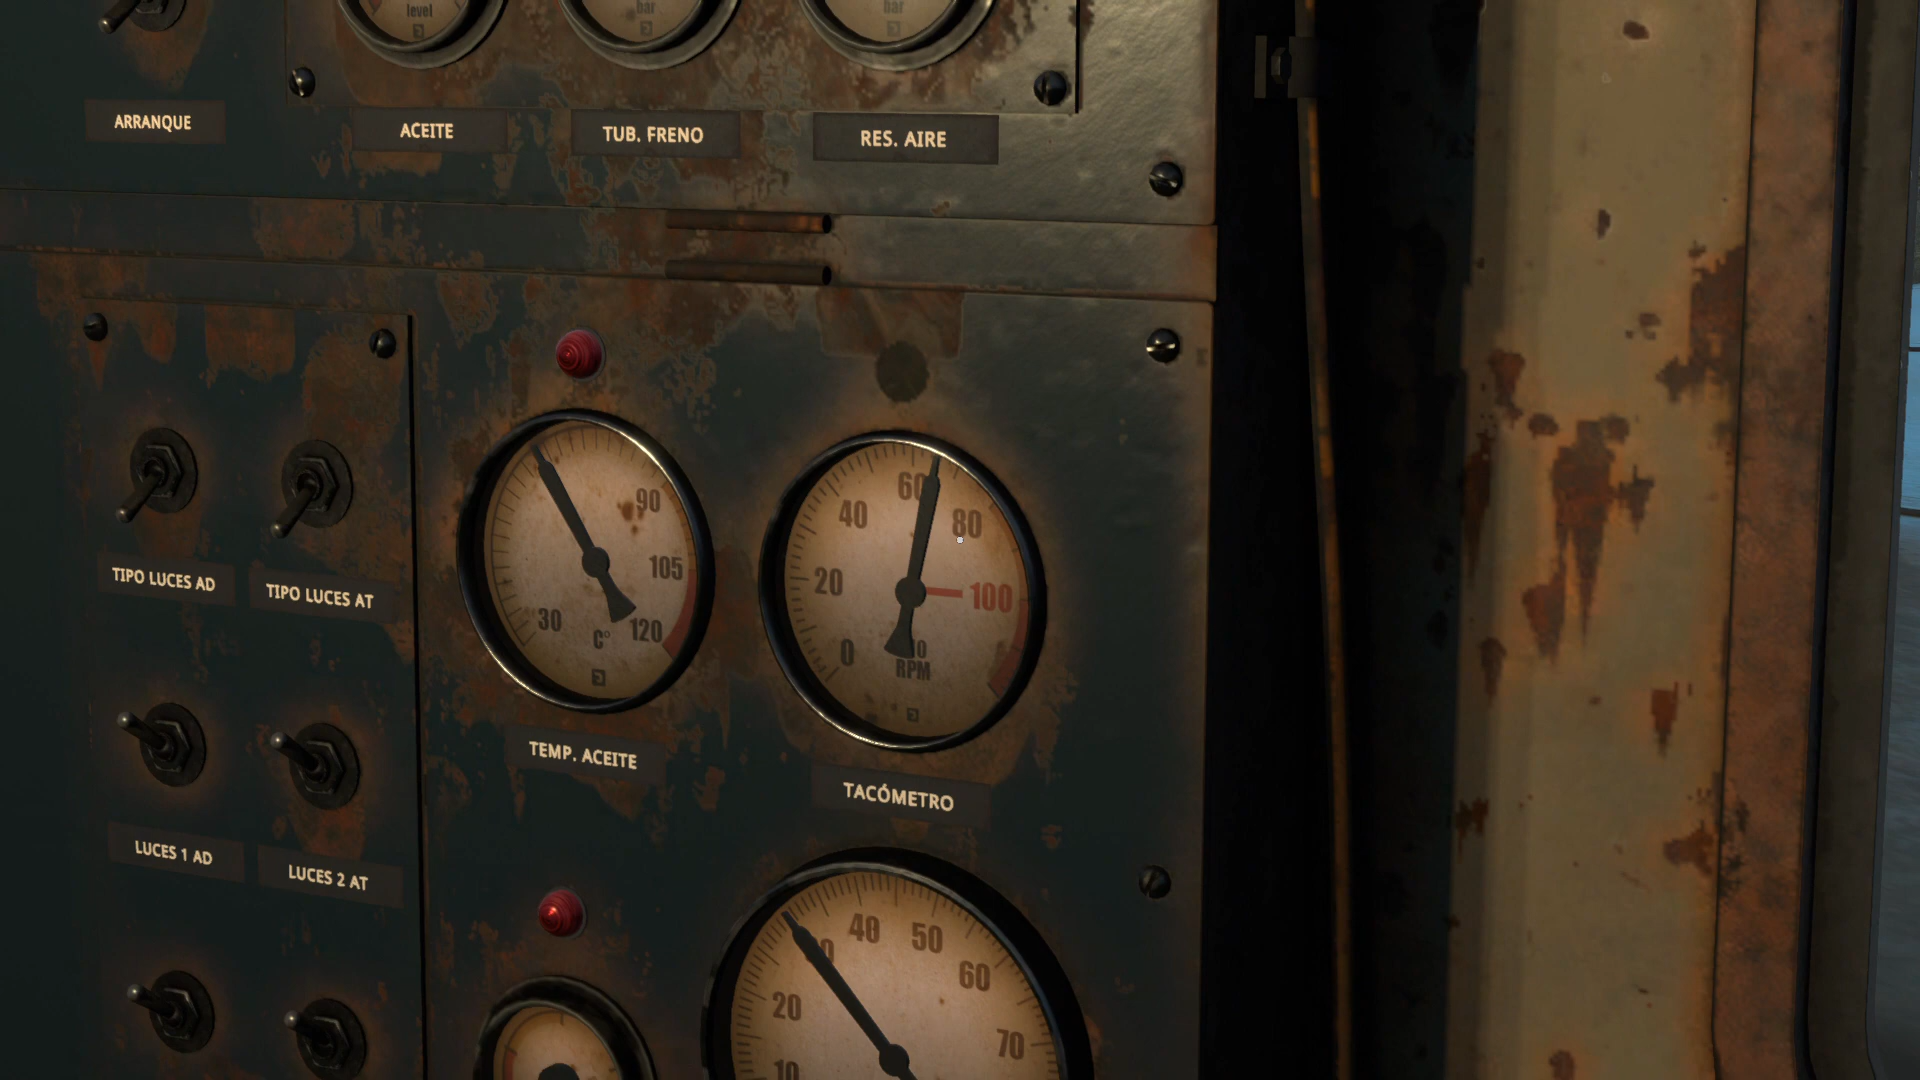 level
bar
bar
ARRANQUE
ACEITE
TUB. FRENO
RES. AIRE
90
105
120
30
C°
60
40
80
20
100
0
RPM
TIPO LUCES AD
TIPO LUCES AT
TEMP. ACEITE
TACÓMETRO
LUCES 1 AD
LUCES 2 AT
40
50
60
20
70
10